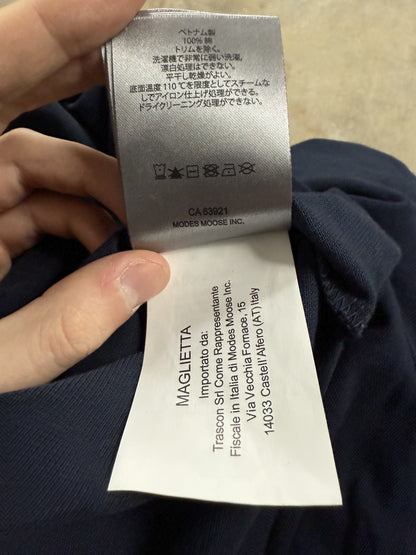 ベトナム製
100% 綿
トリムを除く。
洗濯機で非常に弱い洗濯。
漂白処理はできない。
平干し乾燥がよい。
底面温度 110 ℃を限度としてスチームな
しでアイロン仕上げ処理ができる。
ドライクリーニング処理ができない。
CA 63921
MODES MOOSE INC.
MAGLIETTA
Importato da:
Trascon Srl Come Rappresentante
Fiscale in Italia di Modes Moose Inc.
Via Vecchia Fornace, 15
14033 Castell'Alfero (AT) Italy